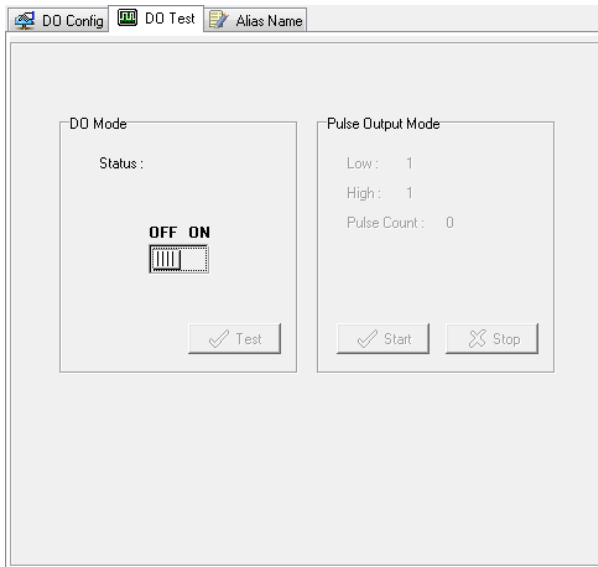 DO Config DO Test Alias Name
DO Mode
Status :
OFF ON
Test
Pulse Output Mode
Low : 1
High : 1
Pulse Count : 0
Start Stop